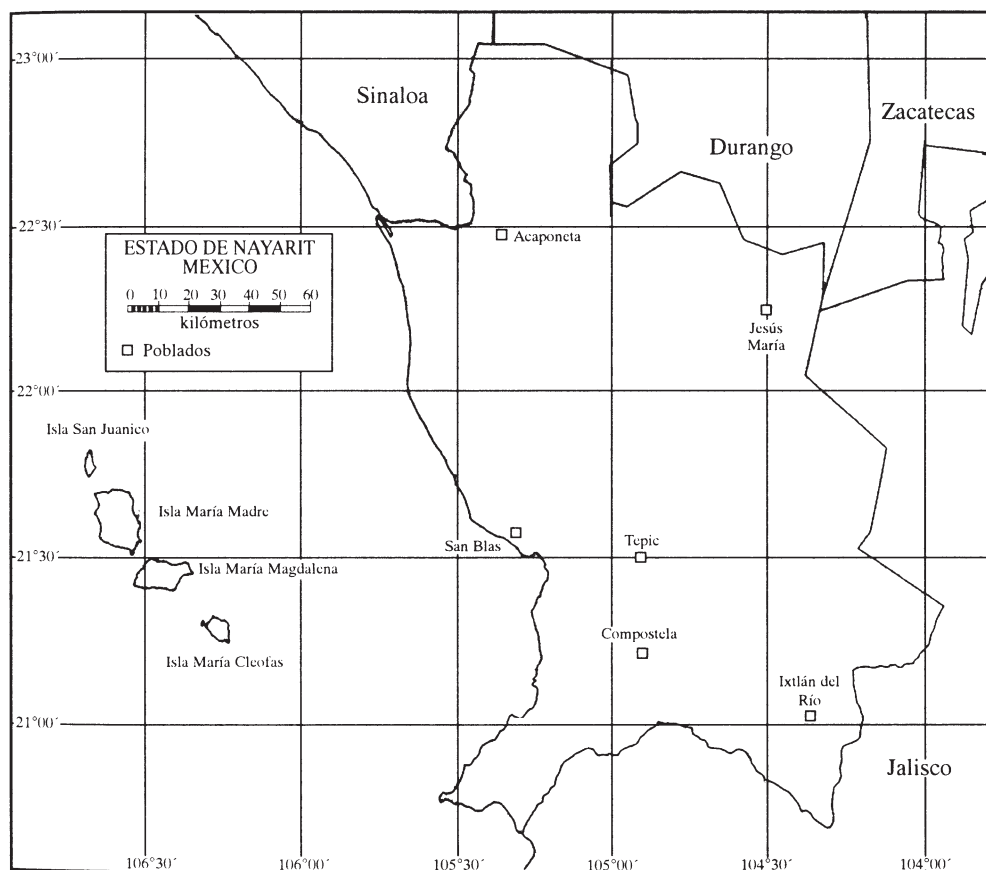 23°00´
Sinaloa
Zacatecas
Durango
22°30´
Acaponeta
ESTADO DE NAYARIT
MEXICO
0 10 20 30 40 50 60
kilómetros
Poblados
Jesús
María
22°00´
Isla San Juanico
Isla María Madre
21°30´
San Blas
Tepic
Isla María Magdalena
Compostela
Isla María Cleofas
Ixtlán del
Río
21°00´
Jalisco
106°30´ 106°00´ 105°30´ 105°00´ 104°30´ 104°00´